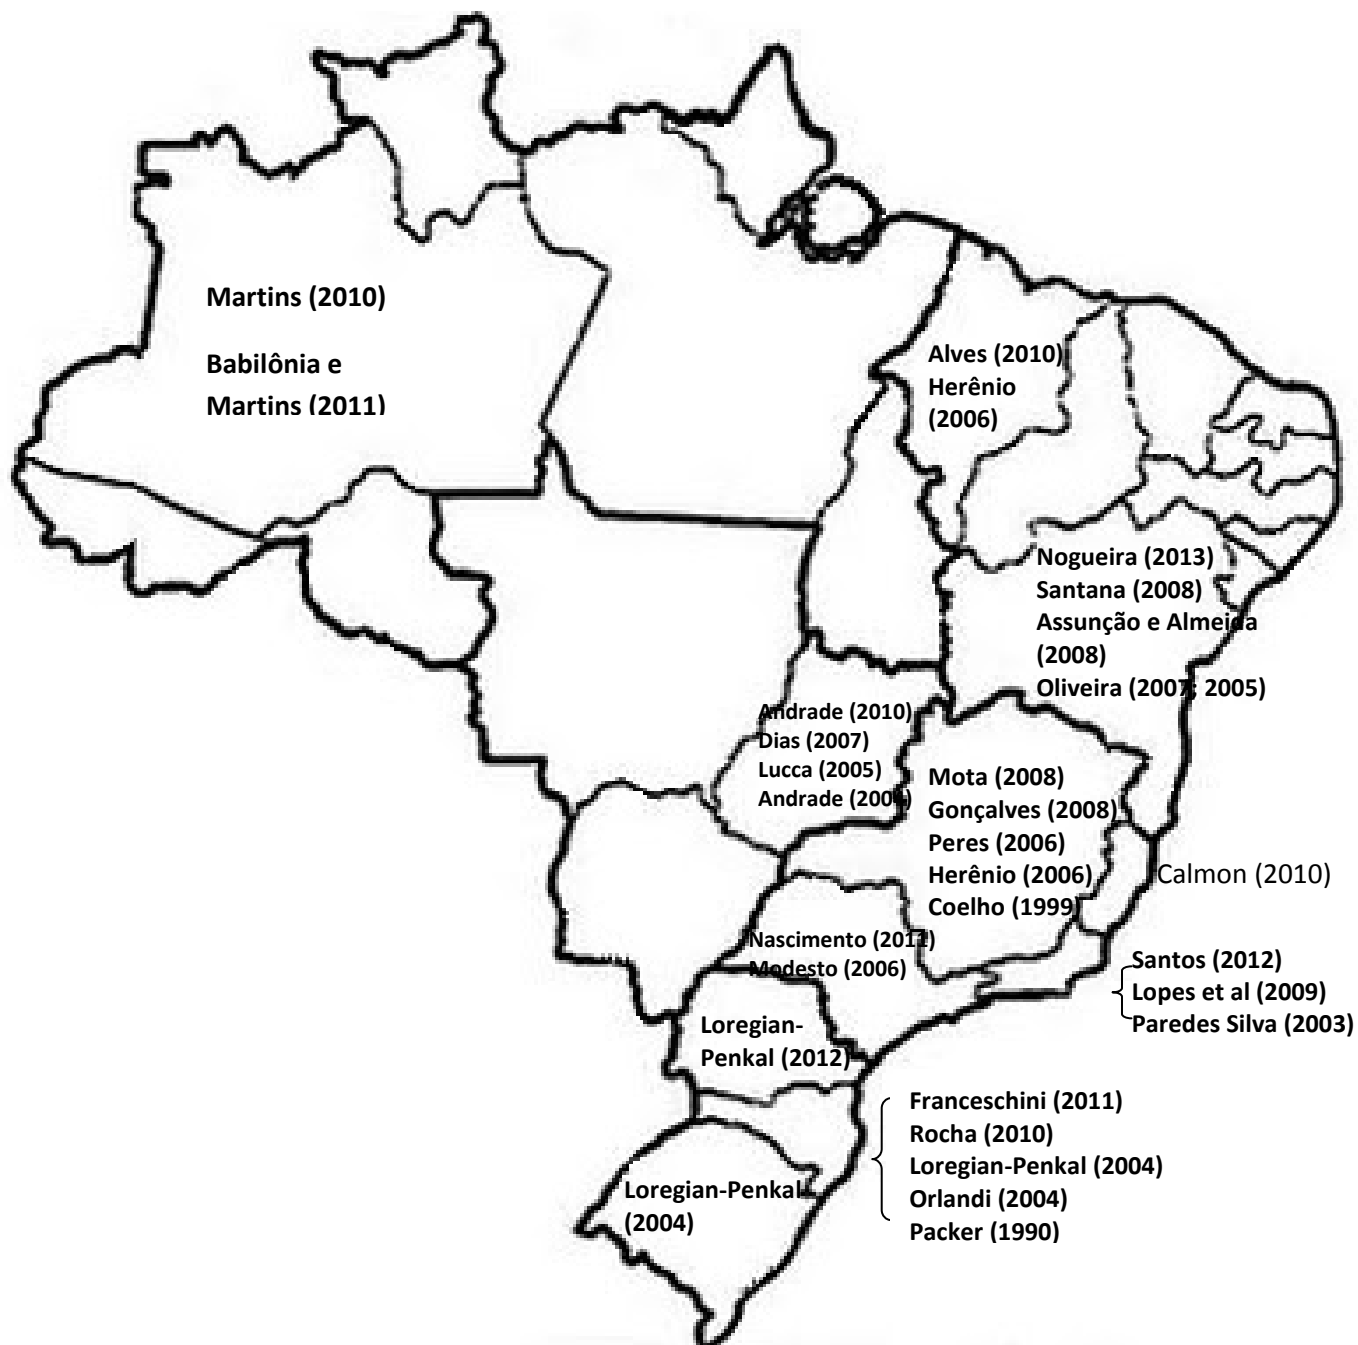 Martins (2010)
Babilônia e
Martins (2011)
Alves (2010)
Herênio
(2006)
Nogueira (2013)
Santana (2008)
Assunção e Almeida
(2008)
Oliveira (2007; 2005)
Andrade (2010)
Dias (2007)
Lucca (2005)
Andrade
Mota (2008)
Gonçalves (2008)
Peres (2006)
Herênio (2006)
Coelho (1999)
Calmon (2010)
Nascimento (2011)
Modesto (2006)
Santos (2012)
Lopes et al (2009)
Paredes Silva (2003)
Loregian-
Penkal (2012)
Franceschini (2011)
Rocha (2010)
Loregian-Penkal (2004)
Orlandi (2004)
Packer (1990)
Loregian-Penkal
(2004)